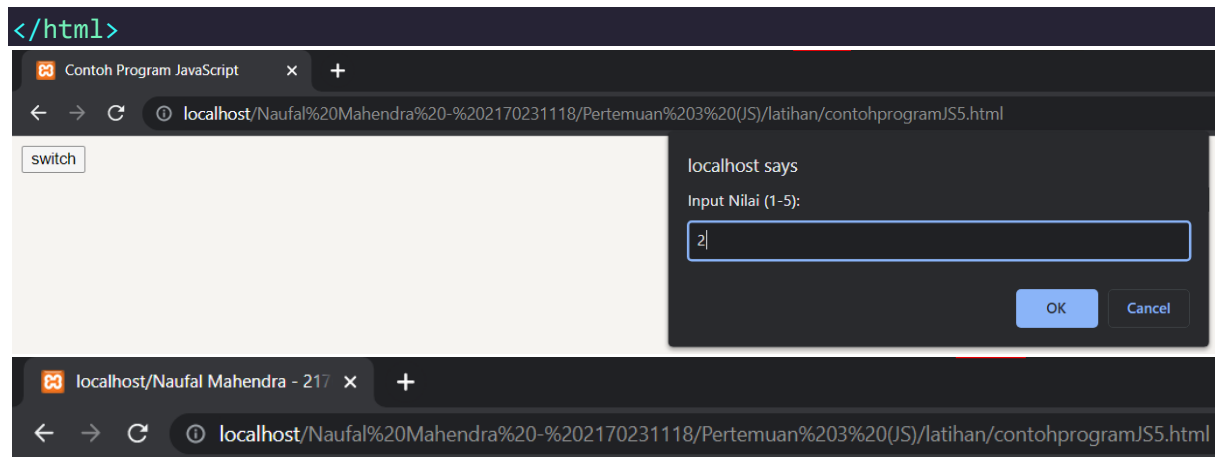 </html>
Contoh Program JavaScript
localhost/Naufal%20Mahendra%20-%202170231118/Pertemuan%203%20(JS)/latihan/contohprogramJS5.html
switch
localhost says
Input Nilai (1-5):
2
OK Cancel
localhost/Naufal Mahendra - 217
localhost/Naufal%20Mahendra%20-%202170231118/Pertemuan%203%20(JS)/latihan/contohprogramJS5.html